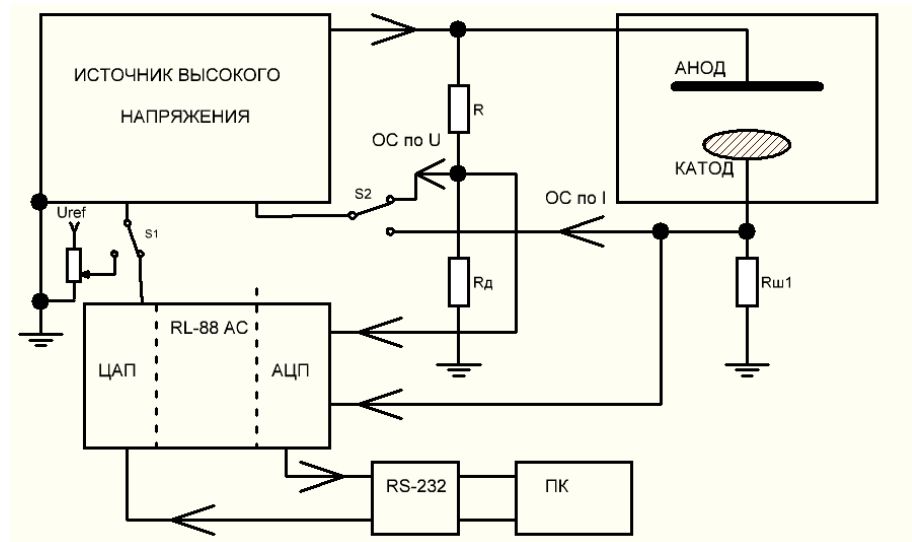 ИСТОЧНИК ВЫСОКОГО
НАПРЯЖЕНИЯ
АНОД
R
ОС по U
КАТОД
S2
ОС по I
Uref
S1
Rд
Rш1
RL-88 АС
ЦАП
АЦП
RS-232
ПК